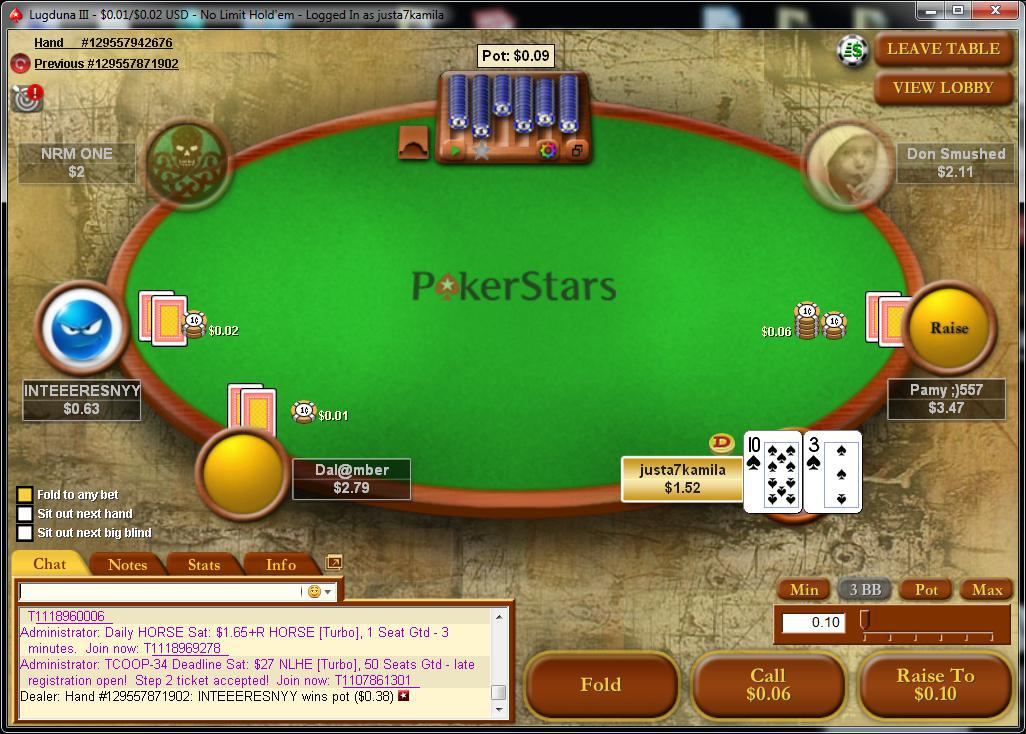 Lugduna III - $0.01/$0.02 USD - No Limit Hold'em - Logged In as justa7kamila
Hand #129557942676
Previous #129557871902
Pot: $0.09
LEAVE TABLE
VIEW LOBBY
NRM ONE
$2
Don Smushed
$2.11
PokerStars
1¢
$0.02
$0.06
1¢
1¢
Raise
INTEEERESNYY
$0.63
Pamy ;)557
$3.47
1¢
$0.01
D
10
3
Dal@mber
$2.79
justa7kamila
$1.52
Fold to any bet
Sit out next hand
Sit out next big blind
Chat
Notes
Stats
Info
T1118960006
Administrator: Daily HORSE Sat: $1.65+R HORSE [Turbo], 1 Seat Gtd - 3
minutes. Join now: T1118969278
Administrator: TCOOP-34 Deadline Sat: $27 NLHE [Turbo], 50 Seats Gtd - late
registration open! Step 2 ticket accepted! Join now: T1107861301
Dealer: Hand #129557871902: INTEEERESNYY wins pot ($0.38)
Min
3 BB
Pot
Max
0.10
Fold
Call
$0.06
Raise To
$0.10